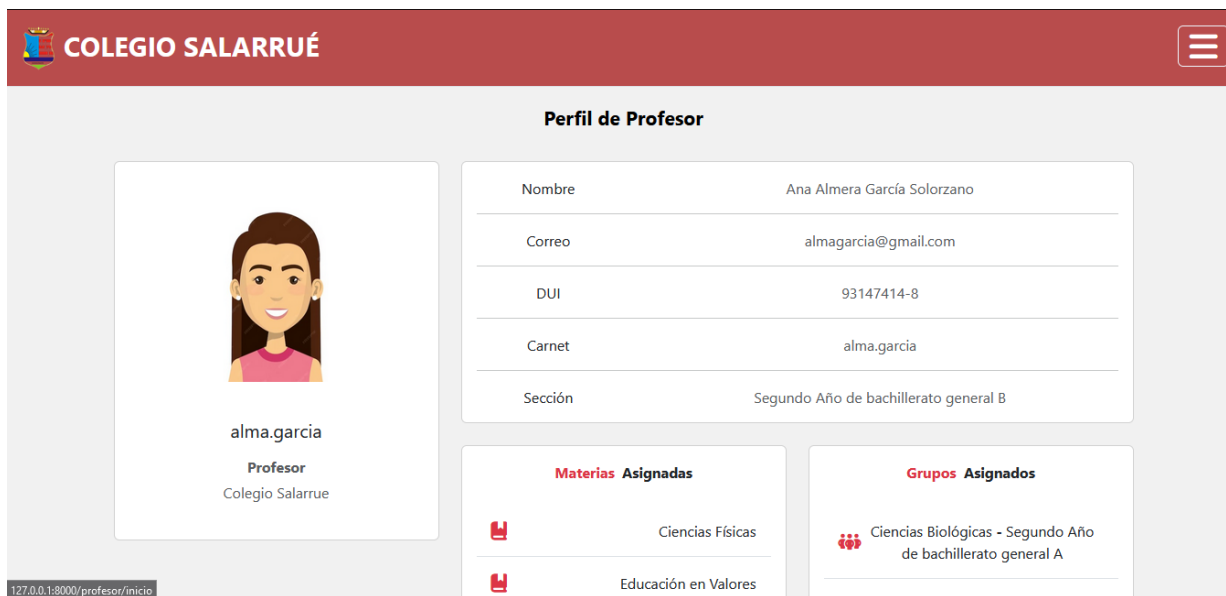 COLEGIO SALARRUÉ
Perfil de Profesor
alma.garcia
Profesor
Colegio Salarrue
Nombre Ana Almera García Solorzano
Correo almagarcia@gmail.com
DUI 93147414-8
Carnet alma.garcia
Sección Segundo Año de bachillerato general B
Materias Asignadas
Ciencias Físicas
Educación en Valores
Grupos Asignados
Ciencias Biológicas - Segundo Año
de bachillerato general A
127.0.0.1:8000/profesor/inicio